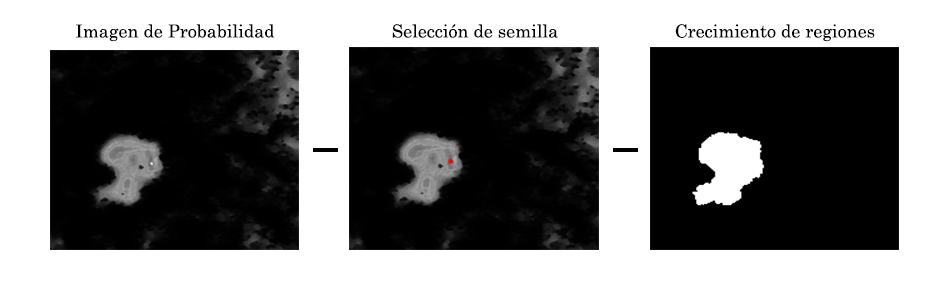 Imagen de Probabilidad
Selección de semilla
Crecimiento de regiones